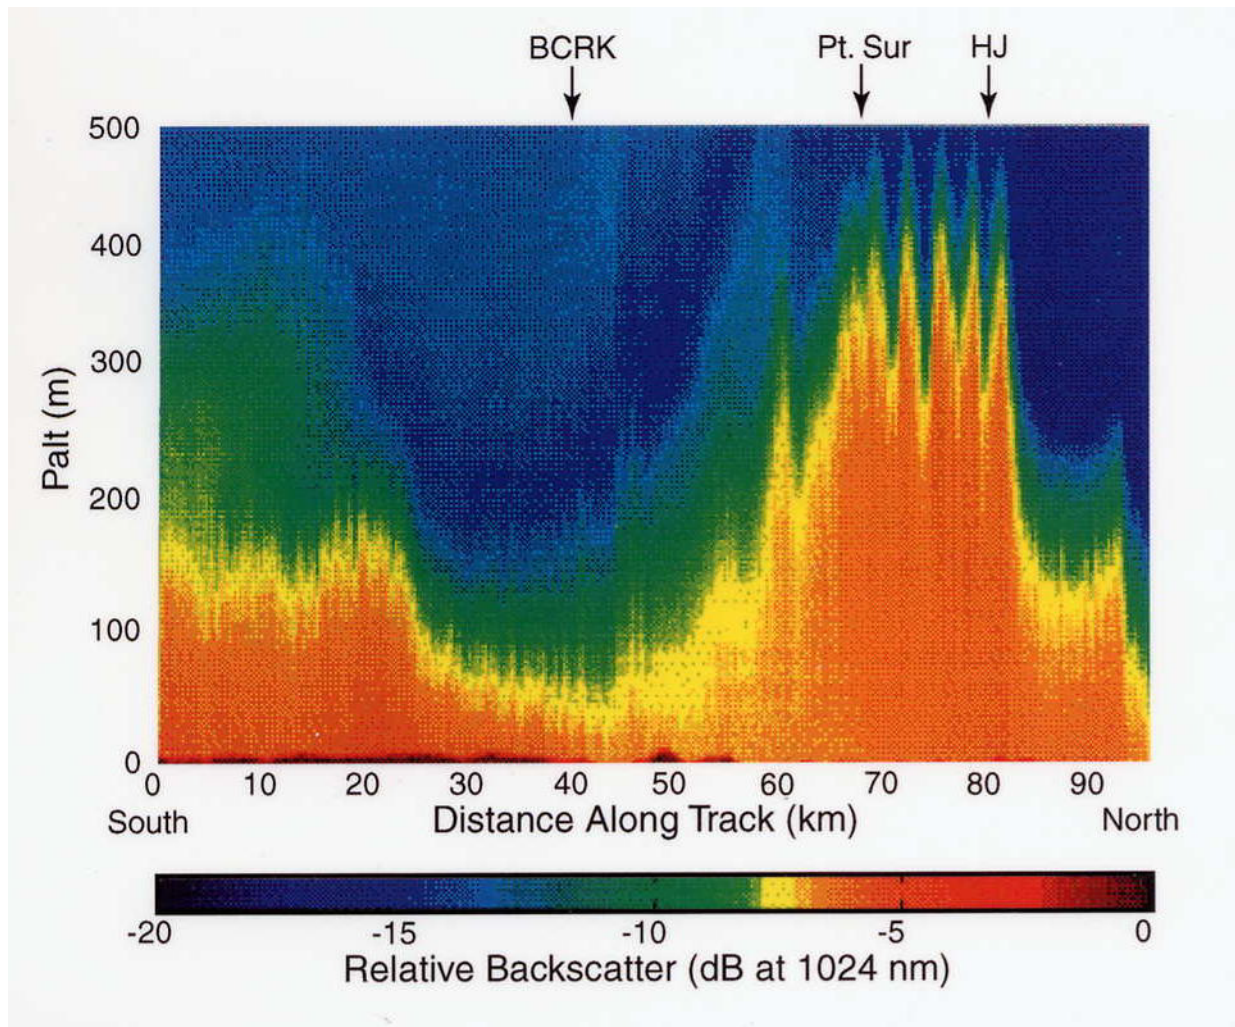 BCRK Pt. Sur HJ
500
400
300
200
100
0
Palt (m)
0 10 20 30 40 50 60 70 80 90
South Distance Along Track (km) North
-20 -15 -10 -5 0
Relative Backscatter (dB at 1024 nm)